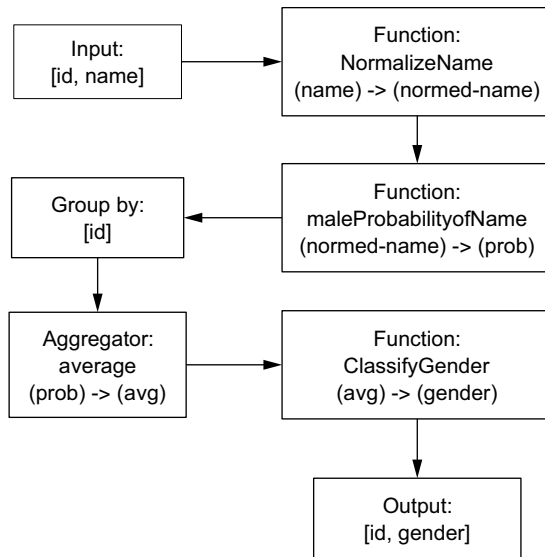 Input:
[id, name]
Function:
NormalizeName
(name) -> (normed-name)
Function:
maleProbabilityofName
(normed-name) -> (prob)
Group by:
[id]
Aggregator:
average
(prob) -> (avg)
Function:
ClassifyGender
(avg) -> (gender)
Output:
[id, gender]